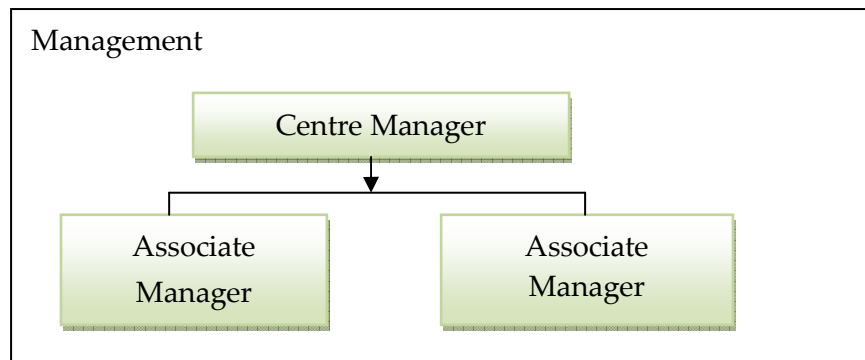 Management
Centre Manager
Associate
Manager
Associate
Manager